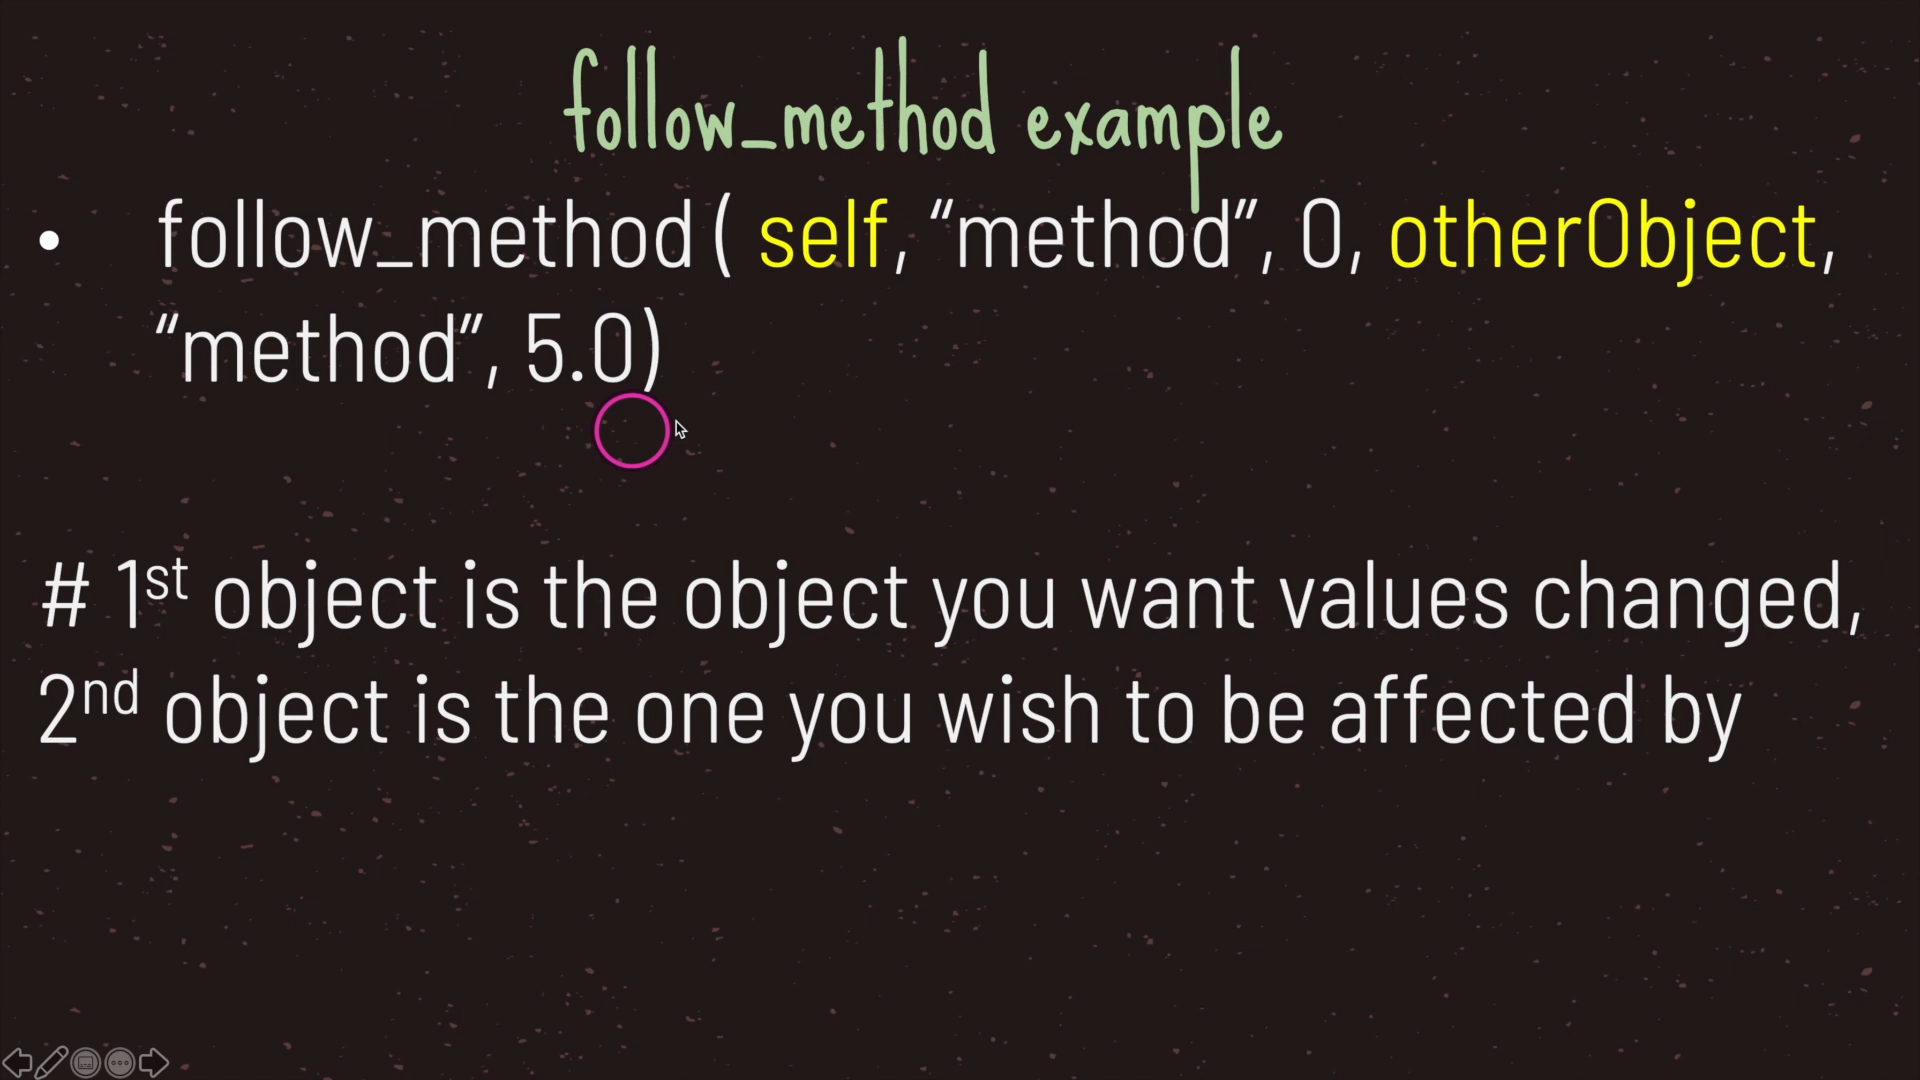 follow_method example
• follow_method ( self, “method”, 0, otherObject,
“method”, 5.0)
# 1st object is the object you want values changed,
2nd object is the one you wish to be affected by